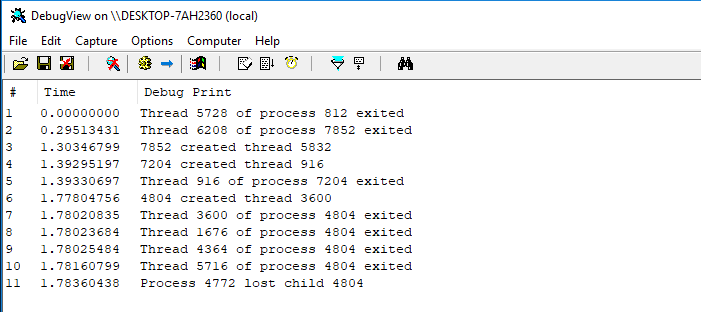 DebugView on \\DESKTOP-7AH2360 (local)
File Edit Capture Options Computer Help
# Time Debug Print
1 0.00000000 Thread 5728 of process 812 exited
2 0.29513431 Thread 6208 of process 7852 exited
3 1.30346799 7852 created thread 5832
4 1.39295197 7204 created thread 916
5 1.39330697 Thread 916 of process 7204 exited
6 1.77804756 4804 created thread 3600
7 1.78020835 Thread 3600 of process 4804 exited
8 1.78023684 Thread 1676 of process 4804 exited
9 1.78025484 Thread 4364 of process 4804 exited
10 1.78160799 Thread 5716 of process 4804 exited
11 1.78360438 Process 4772 lost child 4804